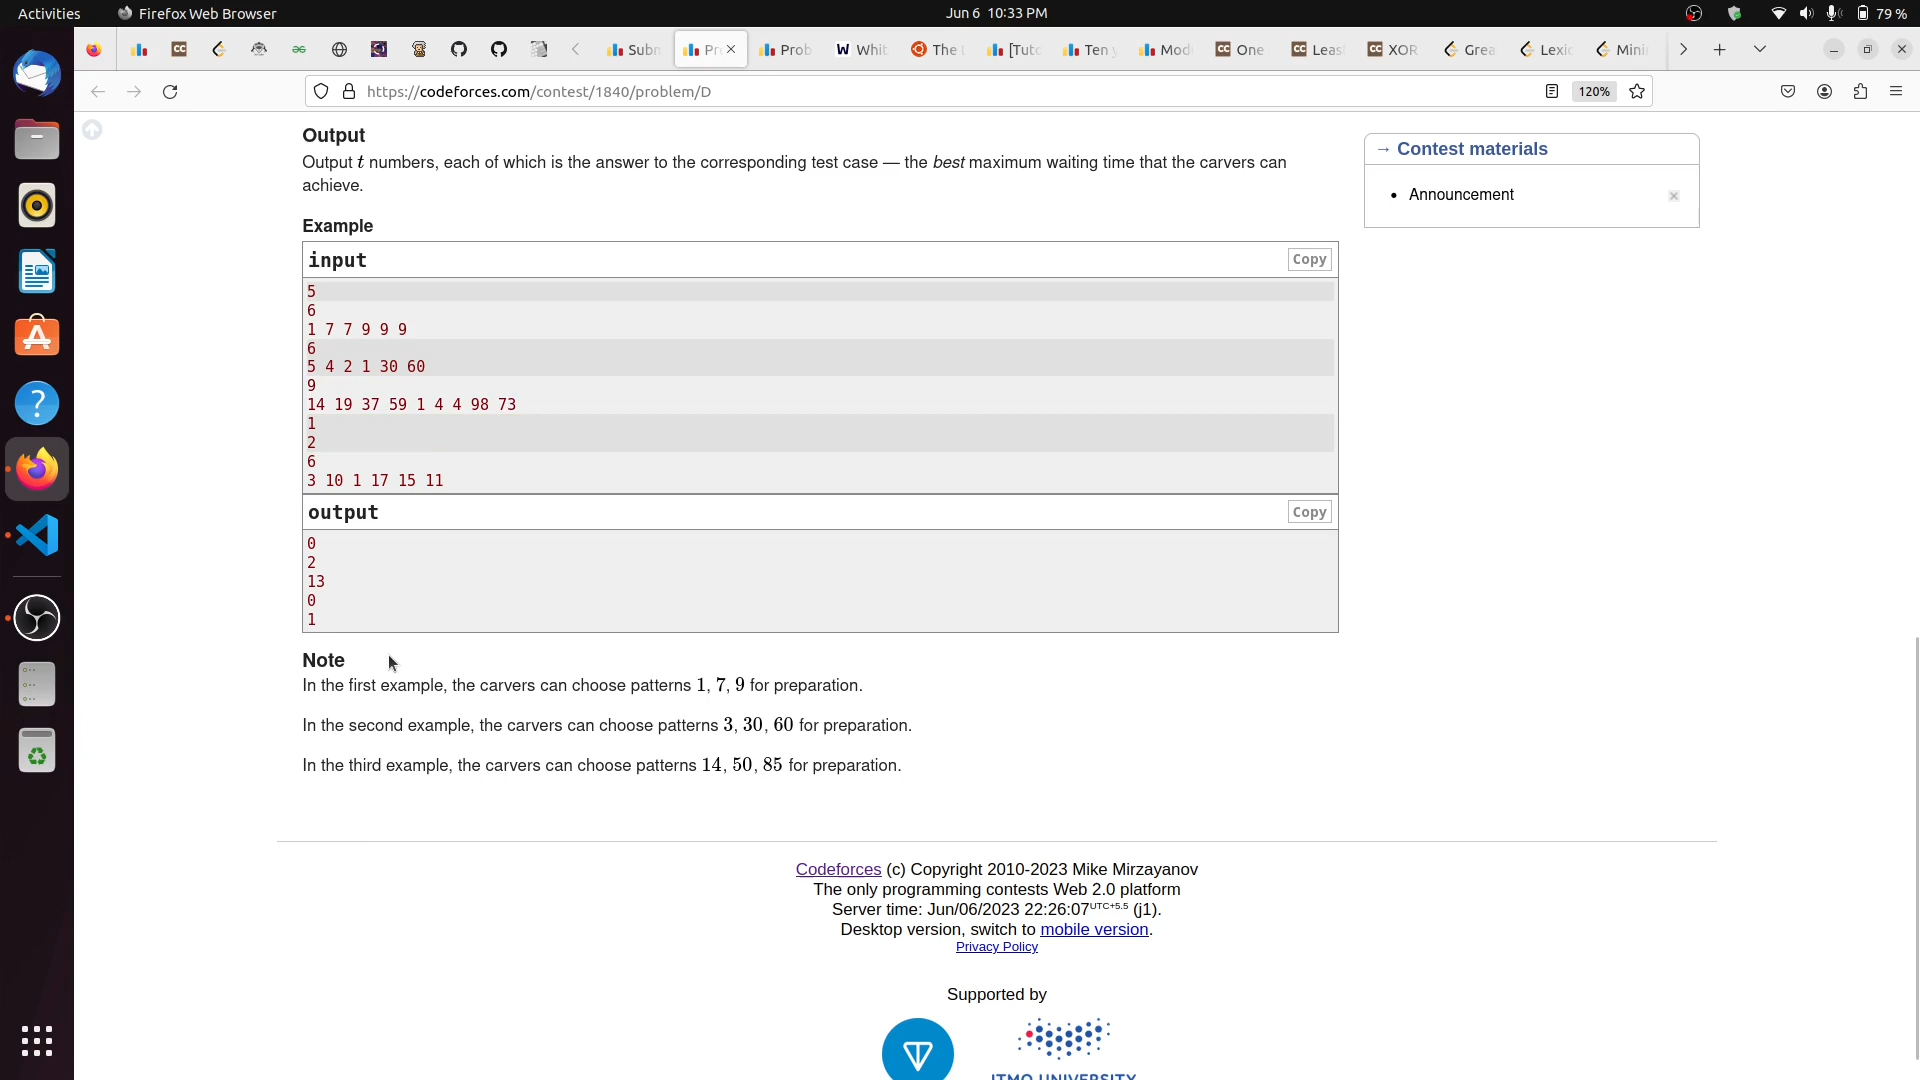 Activities
Firefox Web Browser
Jun 6 10:33 PM
79 %
Subm
Pr
Prob
Whit
The U
[Tuto
Ten y
Mod
One
Leas
XOR
Grea
Lexic
Mini
https://codeforces.com/contest/1840/problem/D
120%
Output
Output t numbers, each of which is the answer to the corresponding test case — the best maximum waiting time that the carvers can
achieve.
→ Contest materials
Announcement
Example
input
Copy
5
6
1 7 7 9 9 9
6
5 4 2 1 30 60
9
14 19 37 59 1 4 4 98 73
1
2
6
3 10 1 17 15 11
output
Copy
0
2
13
0
1
Note
In the first example, the carvers can choose patterns 1, 7, 9 for preparation.
In the second example, the carvers can choose patterns 3, 30, 60 for preparation.
In the third example, the carvers can choose patterns 14, 50, 85 for preparation.
Codeforces (c) Copyright 2010-2023 Mike Mirzayanov
The only programming contests Web 2.0 platform
Server time: Jun/06/2023 22:26:07UTC+5.5 (j1).
Desktop version, switch to mobile version.
Privacy Policy
Supported by
ITMO UNIVERSITY